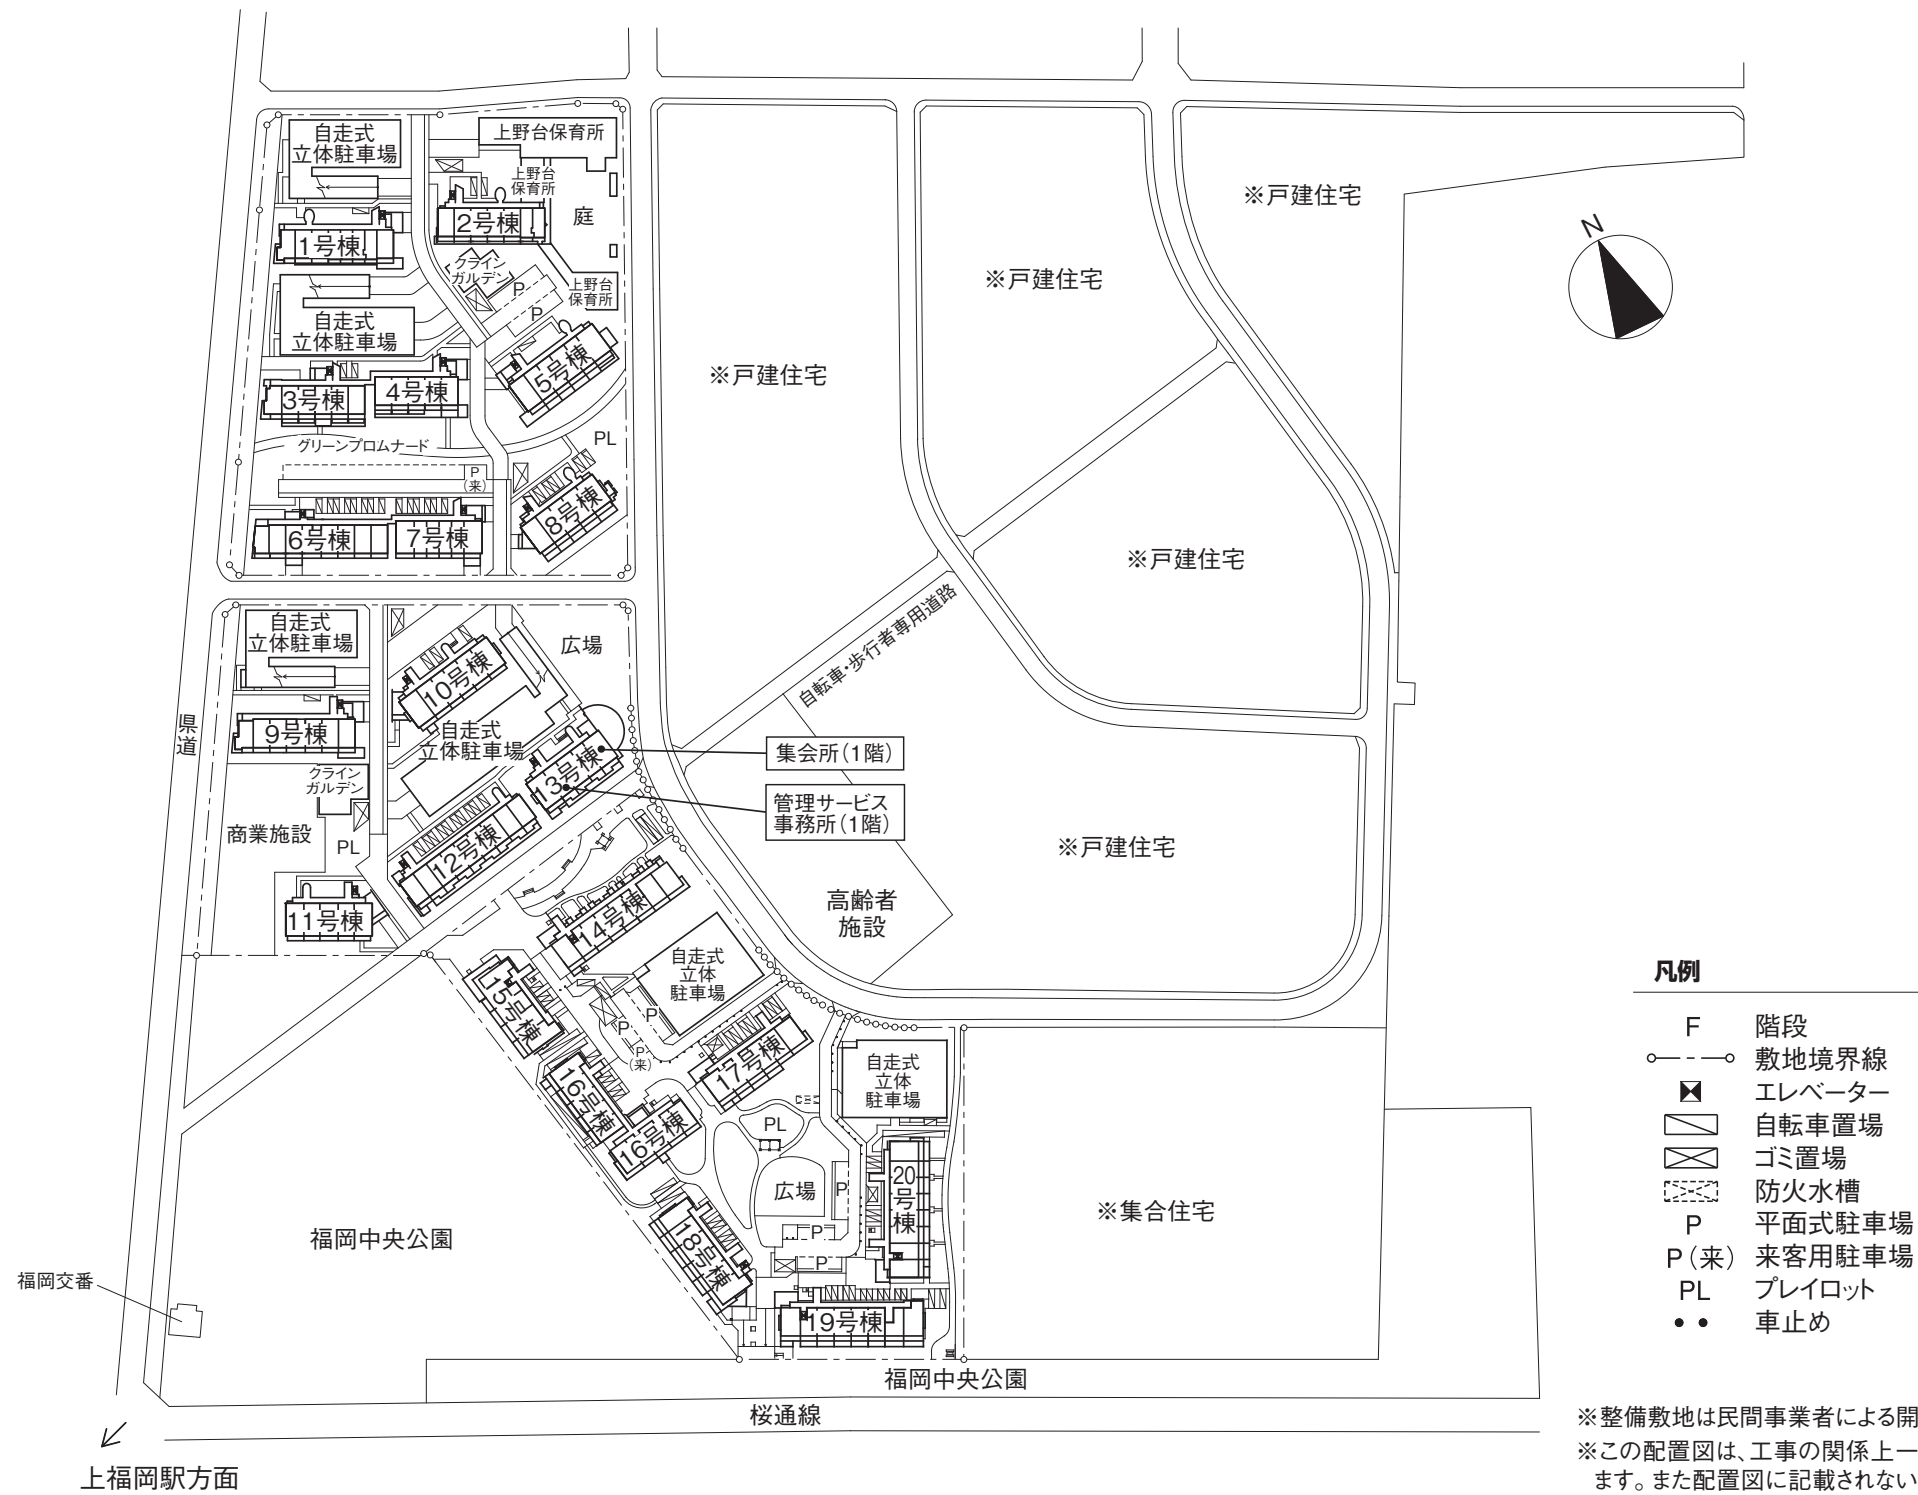 自走式
立体駐車場
上野台保育所
上野台
保育所
2号棟
庭
1号棟
クライン
ガルデン
P
上野台
保育所
P
自走式
立体駐車場
5号棟
3号棟
4号棟
グリーンプロムナード
PL
P
(来)
8号棟
6号棟
7号棟
※戸建住宅
※戸建住宅
※戸建住宅
※戸建住宅
※戸建住宅
N
自転車・歩行者専用道路
自走式
立体駐車場
広場
10号棟
県道
9号棟
自走式
立体駐車場
13号棟
集会所(1階)
管理サービス
事務所(1階)
クライン
ガルデン
商業施設
PL
12号棟
11号棟
14号棟
高齢者
施設
自走式
立体
駐車場
15号棟
P
P
P
(来)
17号棟
16号棟
16号棟
自走式
立体
駐車場
PL
広場
P
20号棟
P
P
18号棟
19号棟
※集合住宅
福岡中央公園
福岡交番
福岡中央公園
桜通線
上福岡駅方面
凡例
F 階段
敷地境界線
エレベーター
自転車置場
ゴミ置場
防火水槽
P 平面式駐車場
P(来) 来客用駐車場
PL プレイロット
車止め
※整備敷地は民間事業者による開
※この配置図は、工事の関係上一
ます。また配置図に記載されない